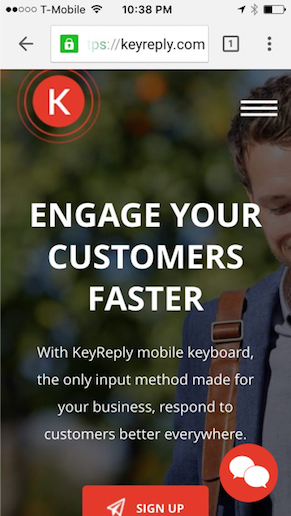 T-Mobile 10:38 PM
ttps://keyreply.com 1
K
ENGAGE YOUR
CUSTOMERS
FASTER
With KeyReply mobile keyboard,
the only input method made for
your business, respond to
customers better everywhere.
SIGN UP